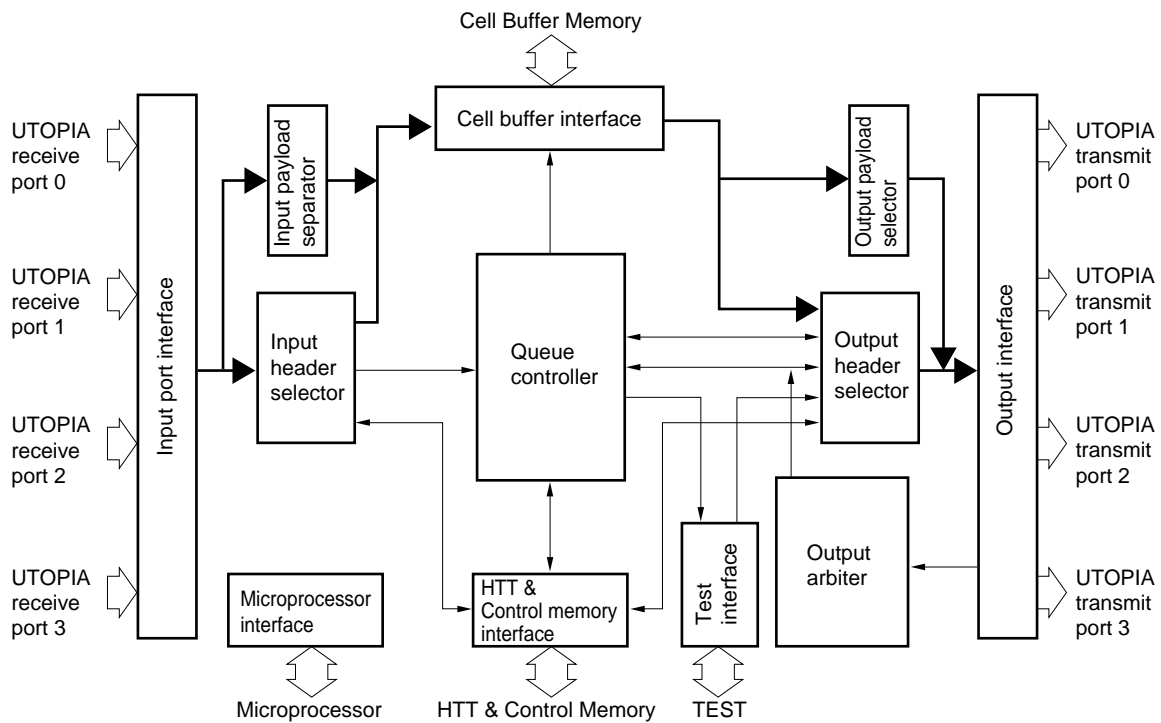 Cell Buffer Memory
Cell buffer interface
UTOPIA
receive
port 0
UTOPIA
receive
port 1
UTOPIA
receive
port 2
UTOPIA
receive
port 3
Input port interface
Input payload
separator
Input
header
selector
Queue
controller
Output payload
selector
Output
header
selector
Output interface
UTOPIA
transmit
port 0
UTOPIA
transmit
port 1
UTOPIA
transmit
port 2
UTOPIA
transmit
port 3
Microprocessor
interface
HTT &
Control memory
interface
Test
interface
Output
arbiter
Microprocessor
HTT & Control Memory
TEST